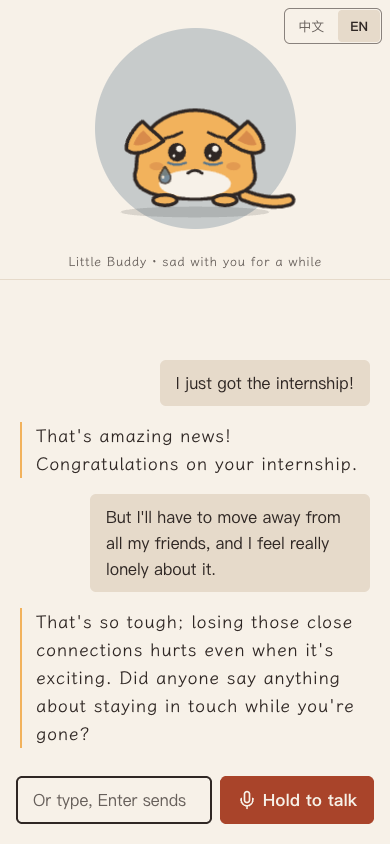 中文 EN
Little Buddy • sad with you for a while
I just got the internship!
That's amazing news!
Congratulations on your internship.
But I'll have to move away from
all my friends, and I feel really
lonely about it.
That's so tough; losing those close
connections hurts even when it's
exciting. Did anyone say anything
about staying in touch while you're
gone?
Or type, Enter sends
Hold to talk